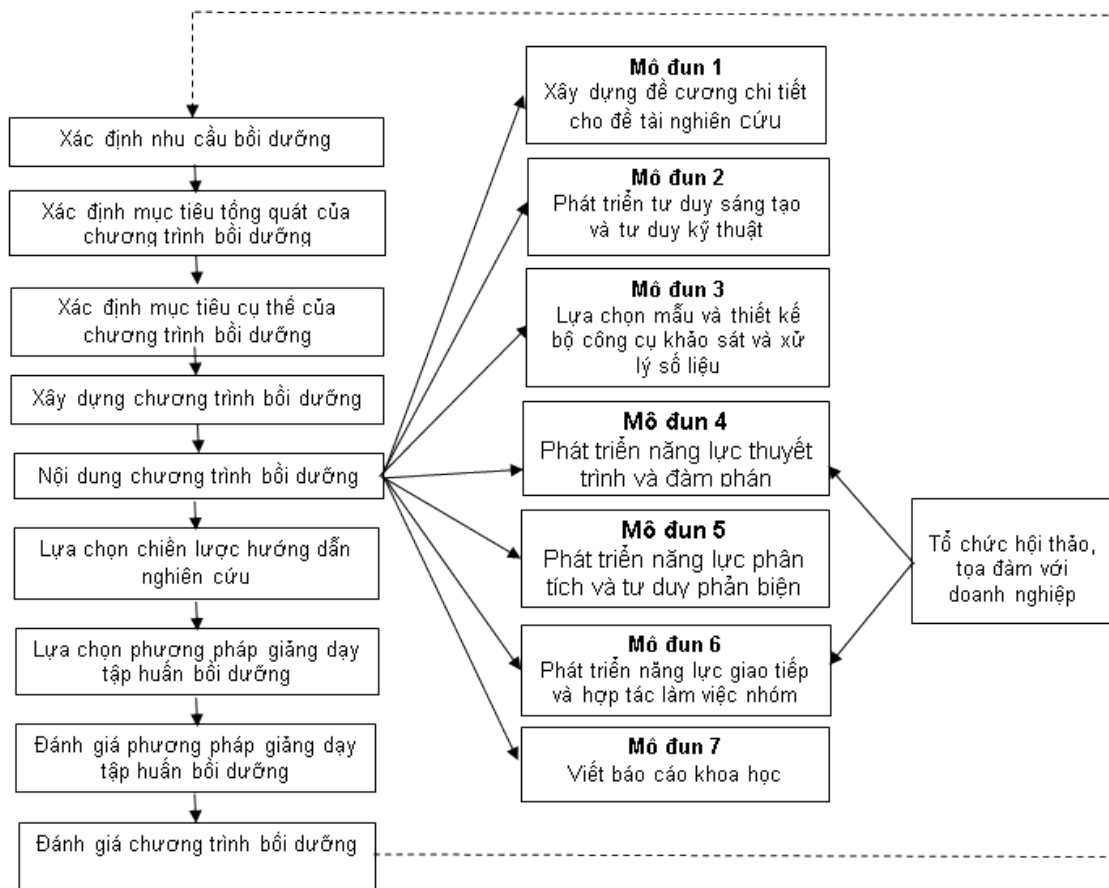 Xác định nhu cầu bồi dưỡng
Xác định mục tiêu tổng quát của
chương trình bồi dưỡng
Xác định mục tiêu cụ thể của
chương trình bồi dưỡng
Xây dựng chương trình bồi dưỡng
Nội dung chương trình bồi dưỡng
Lựa chọn chiến lược hướng dẫn
nghiên cứu
Lựa chọn phương pháp giảng dạy
tập huấn bồi dưỡng
Đánh giá phương pháp giảng dạy
tập huấn bồi dưỡng
Đánh giá chương trình bồi dưỡng
Mô đun 1
Xây dựng đề cương chi tiết
cho đề tài nghiên cứu
Mô đun 2
Phát triển tư duy sáng tạo
và tư duy kỹ thuật
Mô đun 3
Lựa chọn mẫu và thiết kế
bộ công cụ khảo sát và xử
lý số liệu
Mô đun 4
Phát triển năng lực thuyết
trình và đàm phán
Mô đun 5
Phát triển năng lực phân
tích và tư duy phản biện
Mô đun 6
Phát triển năng lực giao tiếp
và hợp tác làm việc nhóm
Mô đun 7
Viết báo cáo khoa học
Tổ chức hội thảo,
tọa đàm với
doanh nghiệp